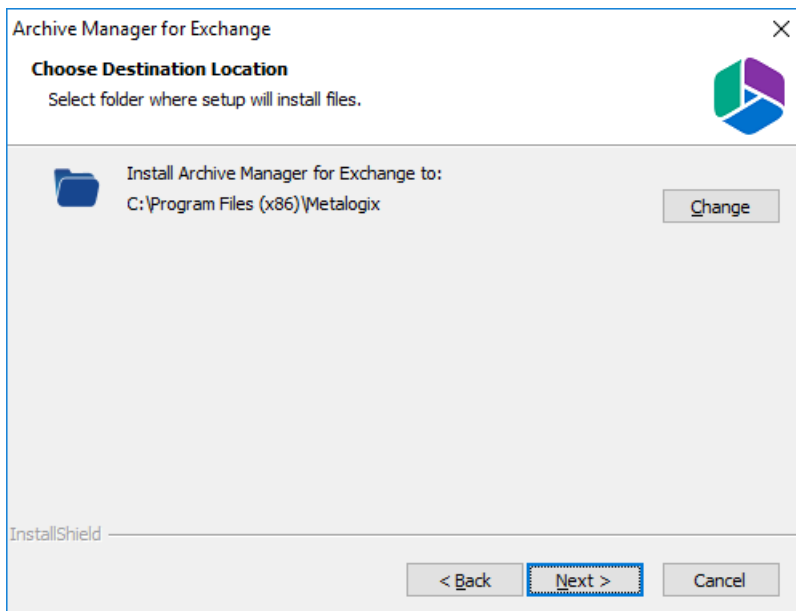 Archive Manager for Exchange
Choose Destination Location
Select folder where setup will install files.
Install Archive Manager for Exchange to:
C:\Program Files (x86)\Metalogix
Change
InstallShield
< Back
Next >
Cancel